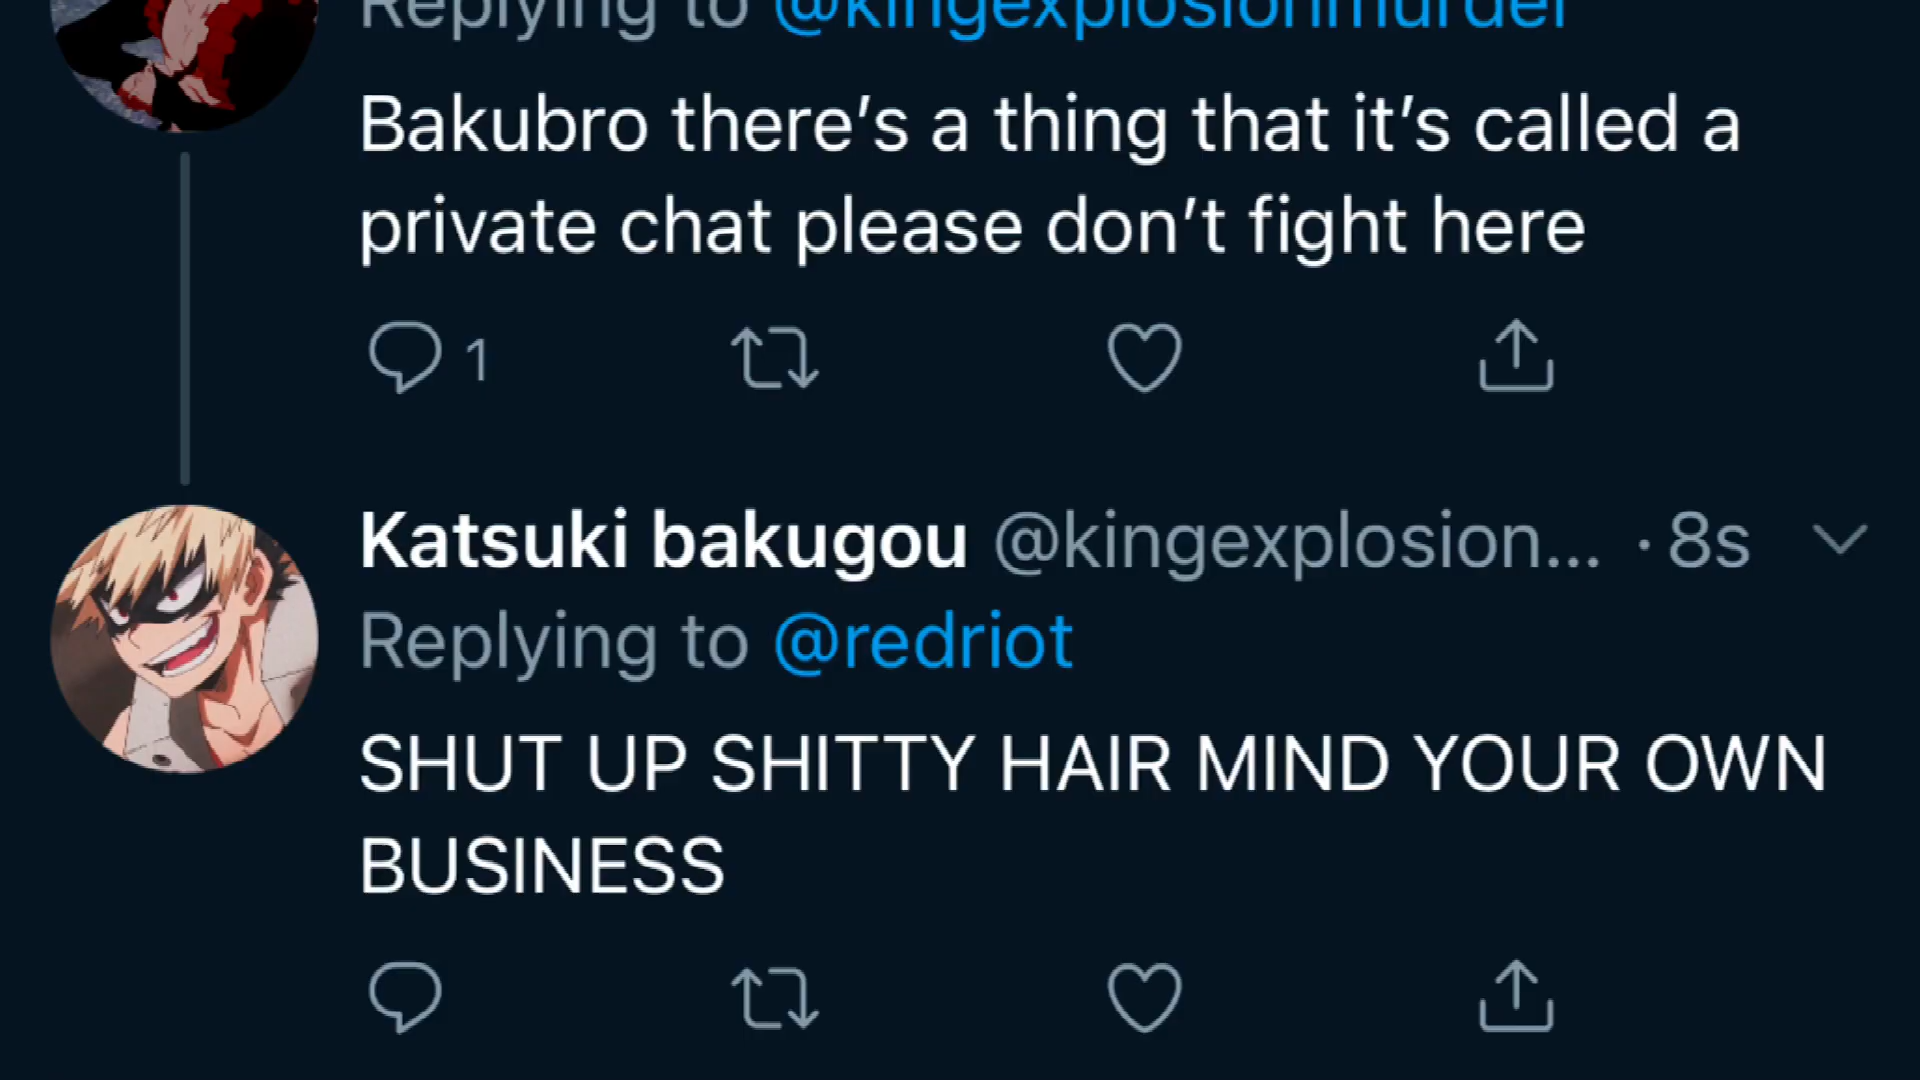 Replying to @kingexplosionmurder
Bakubro there's a thing that it's called a
private chat please don't fight here
1
Katsuki bakugou @kingexplosion... · 8s
Replying to @redriot
SHUT UP SHITTY HAIR MIND YOUR OWN
BUSINESS